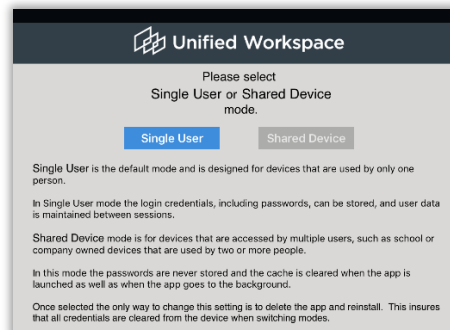 Unified Workspace
Please select
Single User or Shared Device
mode.
Single User
Shared Device
Single User is the default mode and is designed for devices that are used by only one
person.
In Single User mode the login credentials, including passwords, can be stored, and user data
is maintained between sessions.
Shared Device mode is for devices that are accessed by multiple users, such as school or
company owned devices that are used by two or more people.
In this mode the passwords are never stored and the cache is cleared when the app is
launched as well as when the app goes to the background.
Once selected the only way to change this setting is to delete the app and reinstall. This insures
that all credentials are cleared from the device when switching modes.